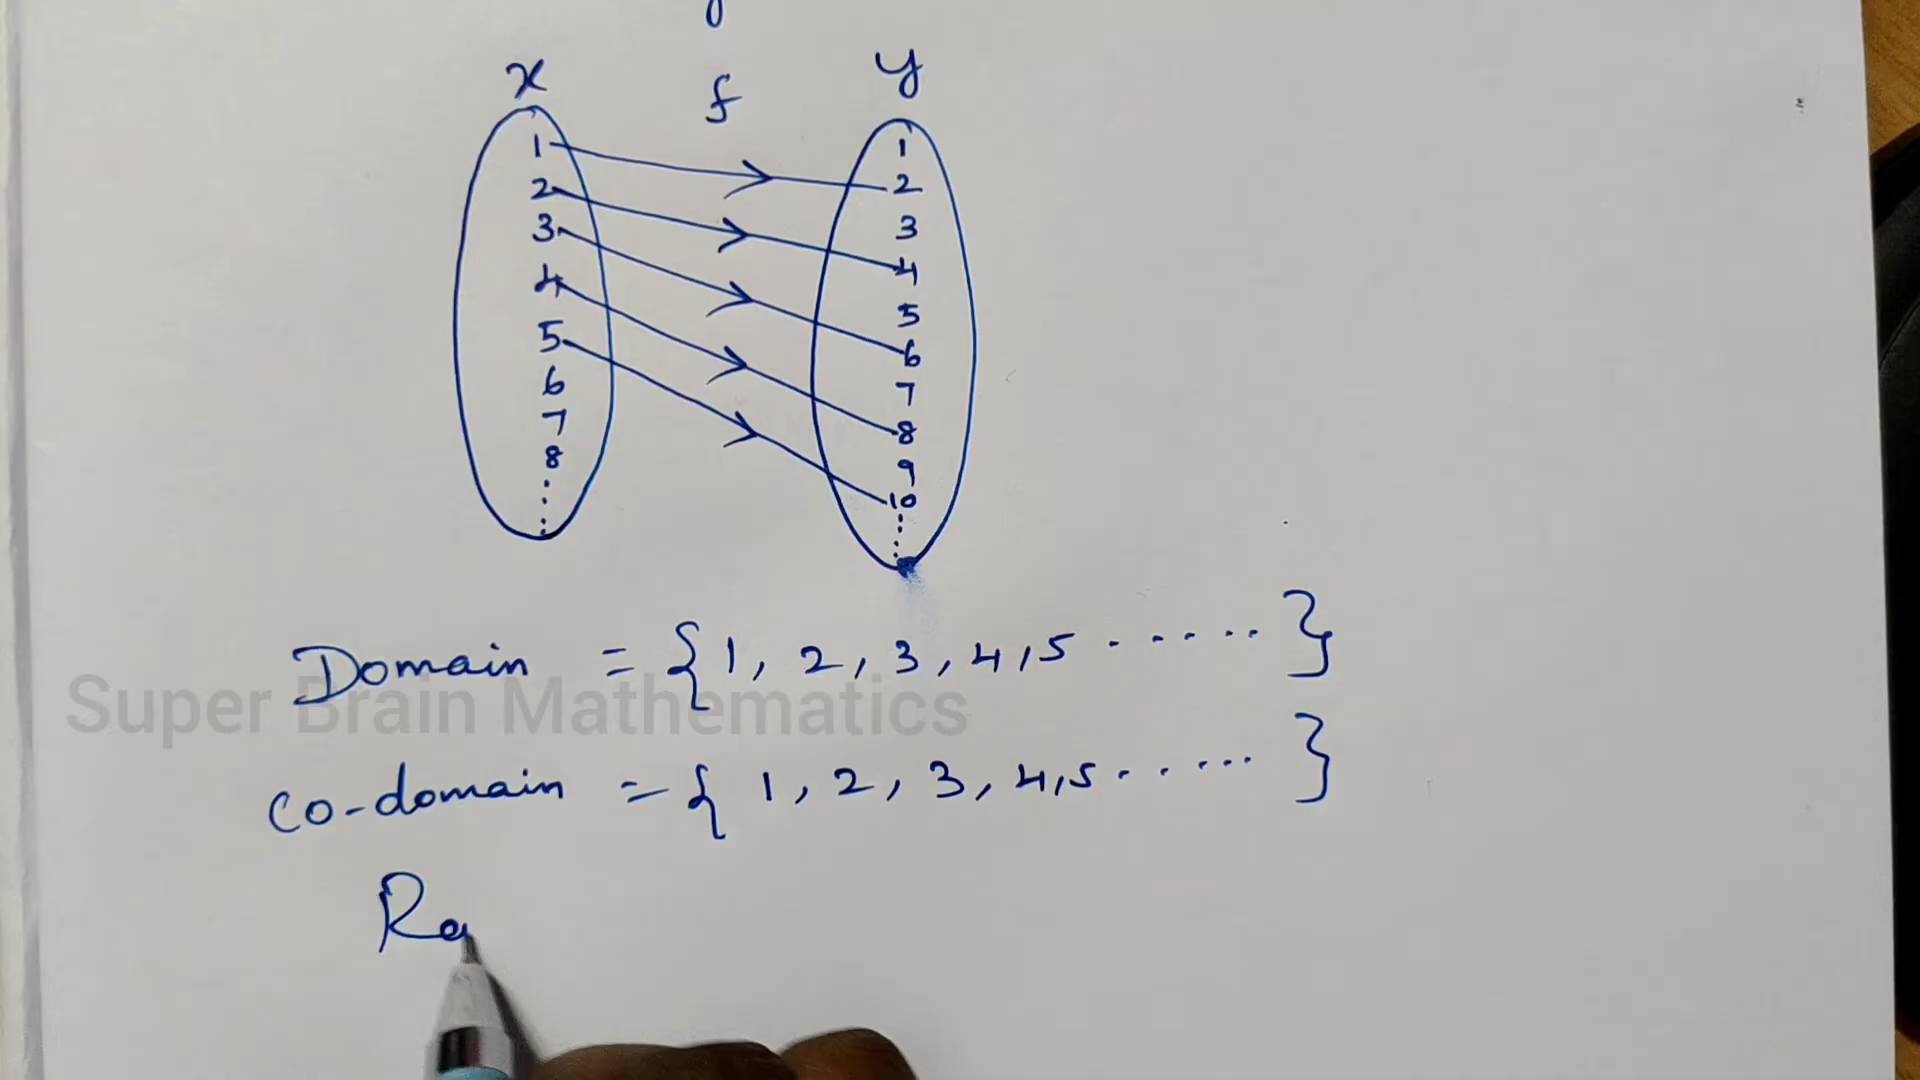 x f y
1 1
2 2
3 3
4 4
5 5
6 6
7 7
8 8
9
10
Domain = {1, 2, 3, 4, 5 ......}
Super Brain Mathematics
co-domain = { 1, 2, 3, 4, 5 ...... }
Ra